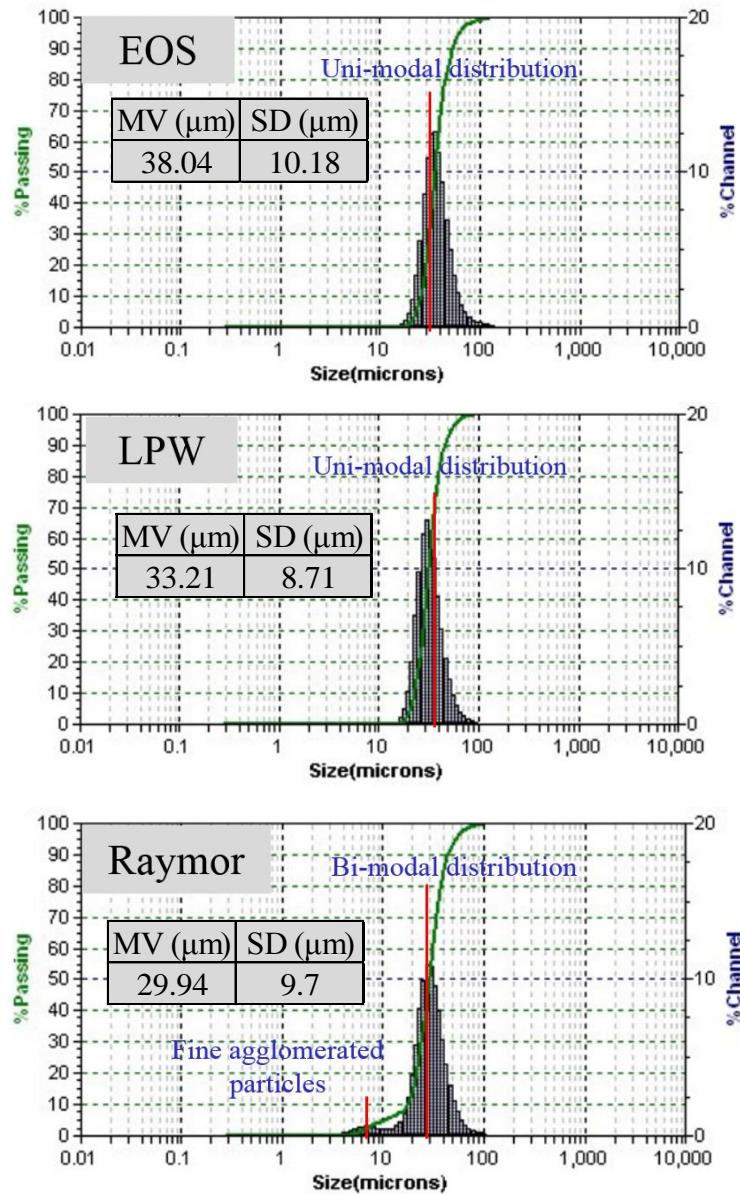 EOS
Uni-modal distribution
MV (μm) SD (μm)
38.04 10.18
%Passing
%Channel
100
90
80
70
60
50
40
30
20
10
0
20
10
0
0.01 0.1 1 10 100 1,000 10,000
Size(microns)
LPW
Uni-modal distribution
MV (μm) SD (μm)
33.21 8.71
%Passing
%Channel
100
90
80
70
60
50
40
30
20
10
0
20
10
0
0.01 0.1 1 10 100 1,000 10,000
Size(microns)
Raymor
Bi-modal distribution
MV (μm) SD (μm)
29.94 9.7
Fine agglomerated
particles
%Passing
%Channel
100
90
80
70
60
50
40
30
20
10
0
20
10
0
0.01 0.1 1 10 100 1,000 10,000
Size(microns)